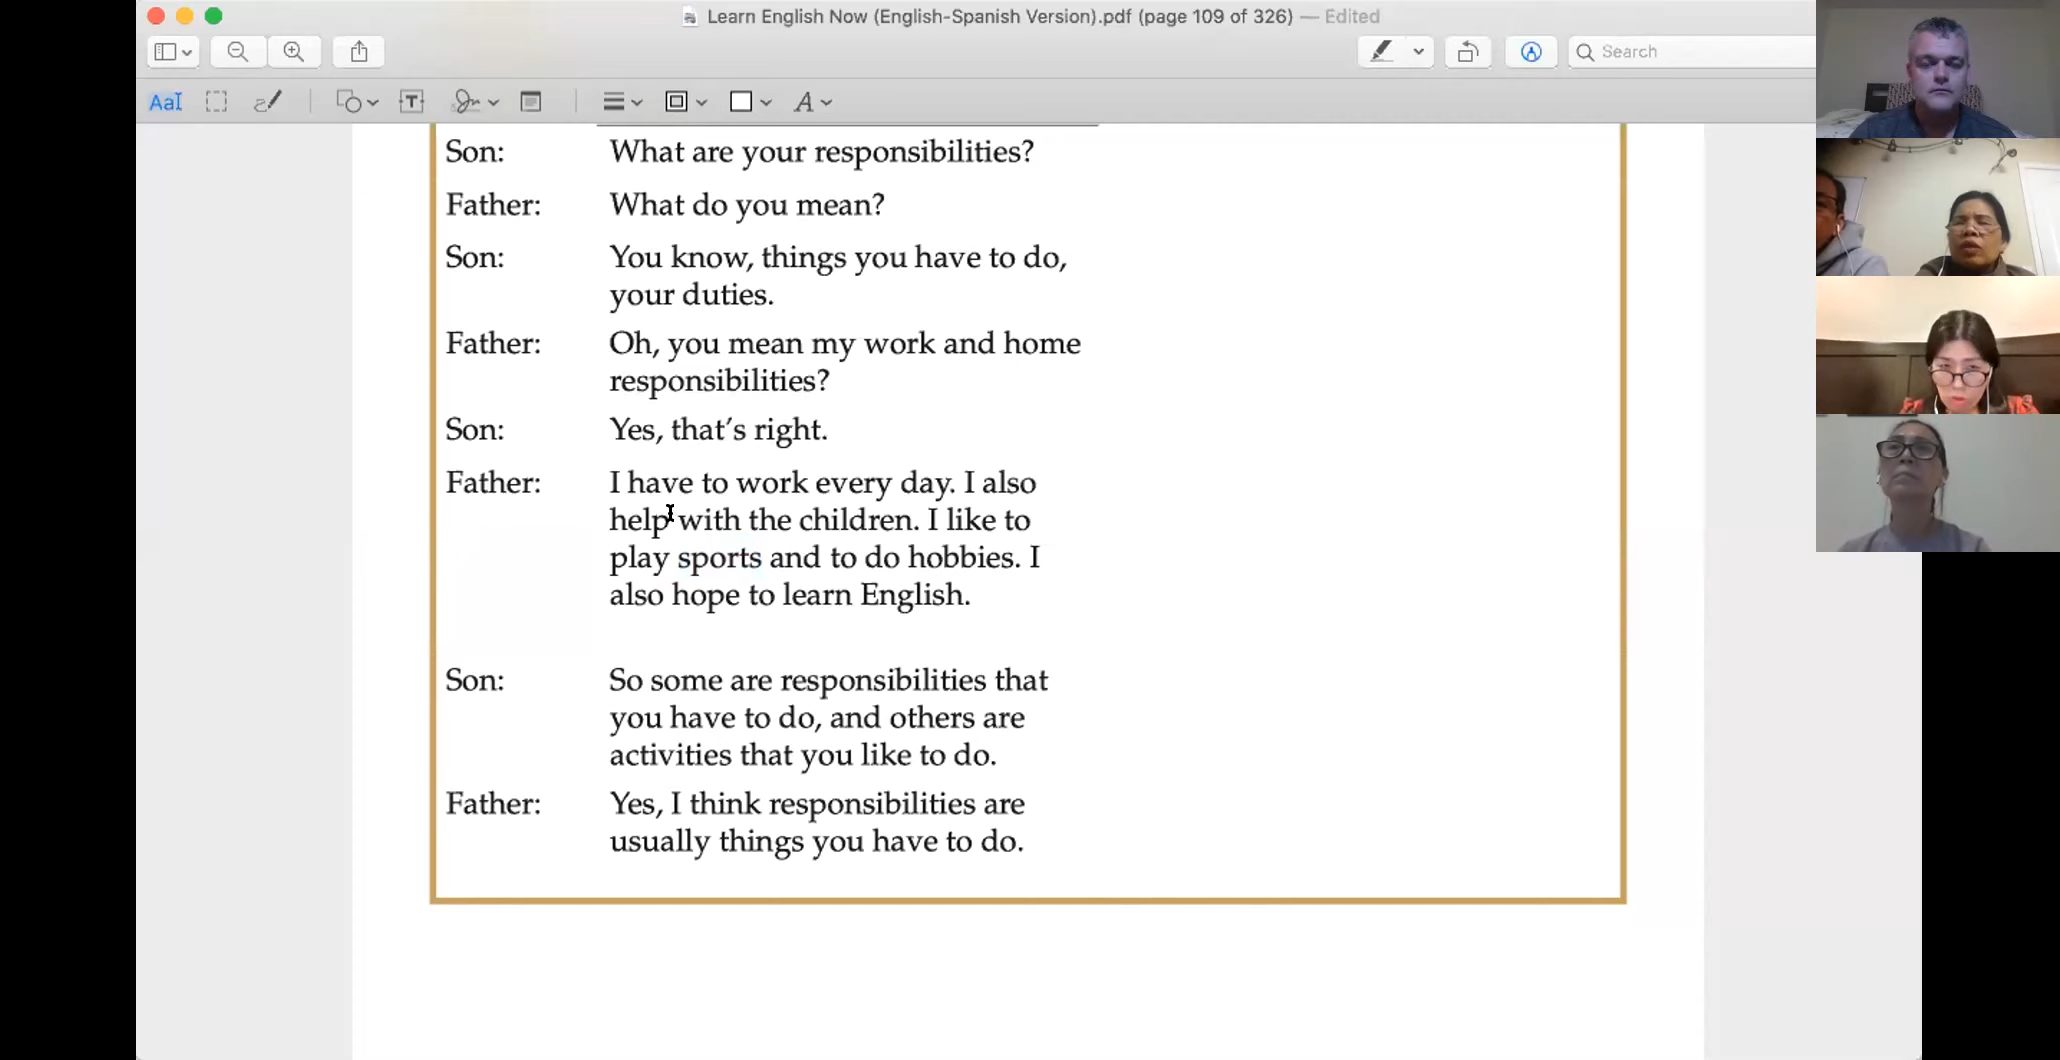 Learn English Now (English-Spanish Version).pdf (page 109 of 326) — Edited
Search
AaI
T
A
Son: What are your responsibilities?
Father: What do you mean?
Son: You know, things you have to do,
your duties.
Father: Oh, you mean my work and home
responsibilities?
Son: Yes, that's right.
Father: I have to work every day. I also
help with the children. I like to
play sports and to do hobbies. I
also hope to learn English.
Son: So some are responsibilities that
you have to do, and others are
activities that you like to do.
Father: Yes, I think responsibilities are
usually things you have to do.